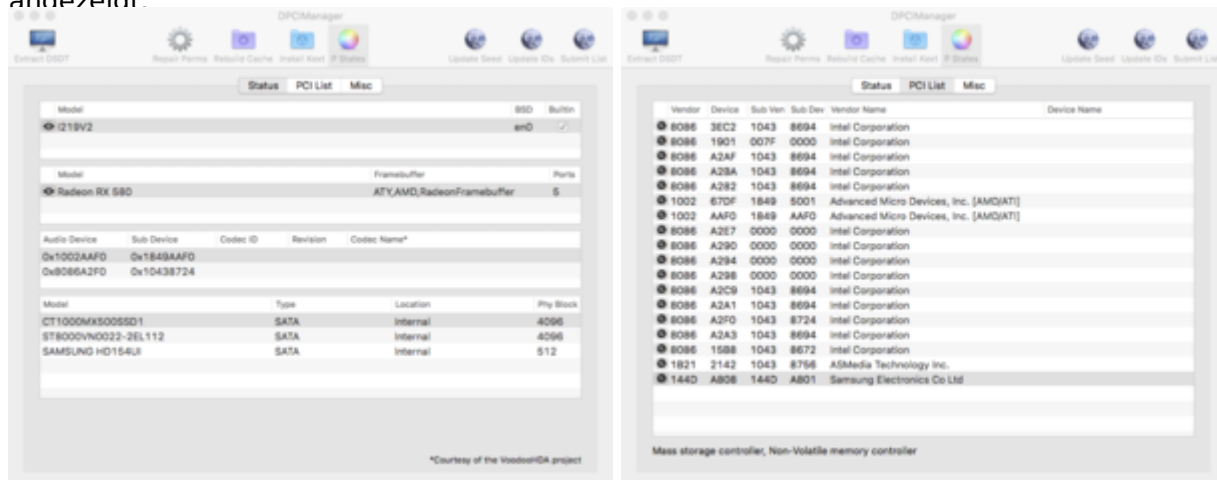 angezeigt.
DPCIManager
Extract DSDT Repair Perms Rebuild Cache Install Kext P States Update Seed Update IDs Submit List
Status PCI List Misc
Model BSD Builtin
I219V2 en0
Model Framebuffer Ports
Radeon RX 580 ATY,AMD,RadeonFramebuffer 5
Audio Device Sub Device Codec ID Revision Codec Name*
0x1002AAF0 0x1849AAF0
0x8086A2F0 0x10438724
Model Type Location Phy Block
CT1000MX500SSD1 SATA Internal 4096
ST8000VN0022-2EL112 SATA Internal 4096
SAMSUNG HD154UI SATA Internal 512
*Courtesy of the VoodooHDA project
DPCIManager
Extract DSDT Repair Perms Rebuild Cache Install Kext P States Update Seed Update IDs Submit List
Status PCI List Misc
Vendor Device Sub Ven Sub Dev Vendor Name Device Name
8086 3EC2 1043 8694 Intel Corporation
8086 1901 007F 0000 Intel Corporation
8086 A2AF 1043 8694 Intel Corporation
8086 A2BA 1043 8694 Intel Corporation
8086 A282 1043 8694 Intel Corporation
1002 67DF 1849 5001 Advanced Micro Devices, Inc. [AMD/ATI]
1002 AAF0 1849 AAF0 Advanced Micro Devices, Inc. [AMD/ATI]
8086 A2E7 0000 0000 Intel Corporation
8086 A290 0000 0000 Intel Corporation
8086 A294 0000 0000 Intel Corporation
8086 A298 0000 0000 Intel Corporation
8086 A2C9 1043 8694 Intel Corporation
8086 A2A1 1043 8694 Intel Corporation
8086 A2F0 1043 8724 Intel Corporation
8086 A2A3 1043 8694 Intel Corporation
8086 15B8 1043 8672 Intel Corporation
1B21 2142 1043 8756 ASMedia Technology Inc.
144D A808 144D A801 Samsung Electronics Co Ltd
Mass storage controller, Non-Volatile memory controller